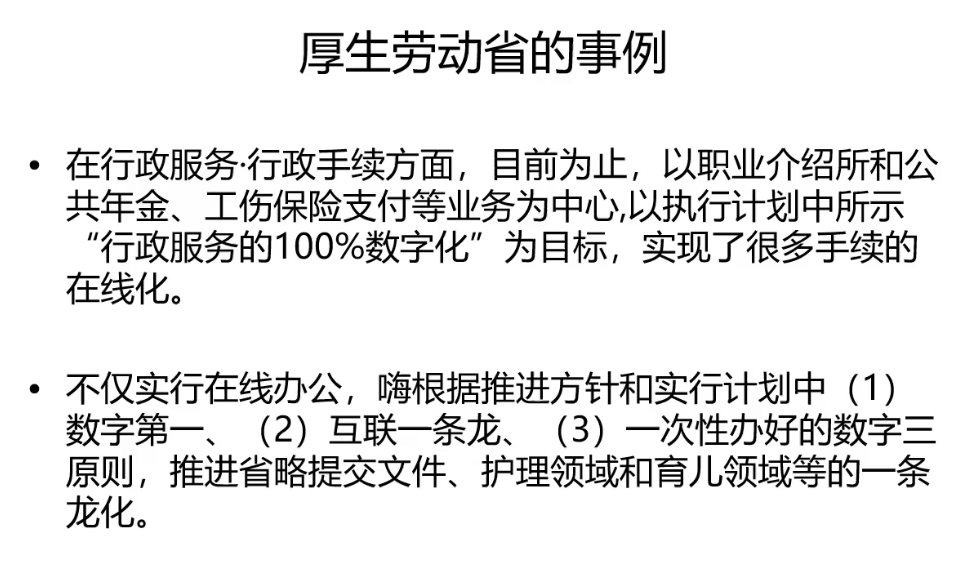 厚生劳动省的事例
• 在行政服务·行政手续方面，目前为止，以职业介绍所和公
共年金、工伤保险支付等业务为中心,以执行计划中所示
“行政服务的100%数字化”为目标，实现了很多手续的
在线化。
• 不仅实行在线办公，嗨根据推进方针和实行计划中（1）
数字第一、（2）互联一条龙、（3）一次性办好的数字三
原则，推进省略提交文件、护理领域和育儿领域等的一条
龙化。